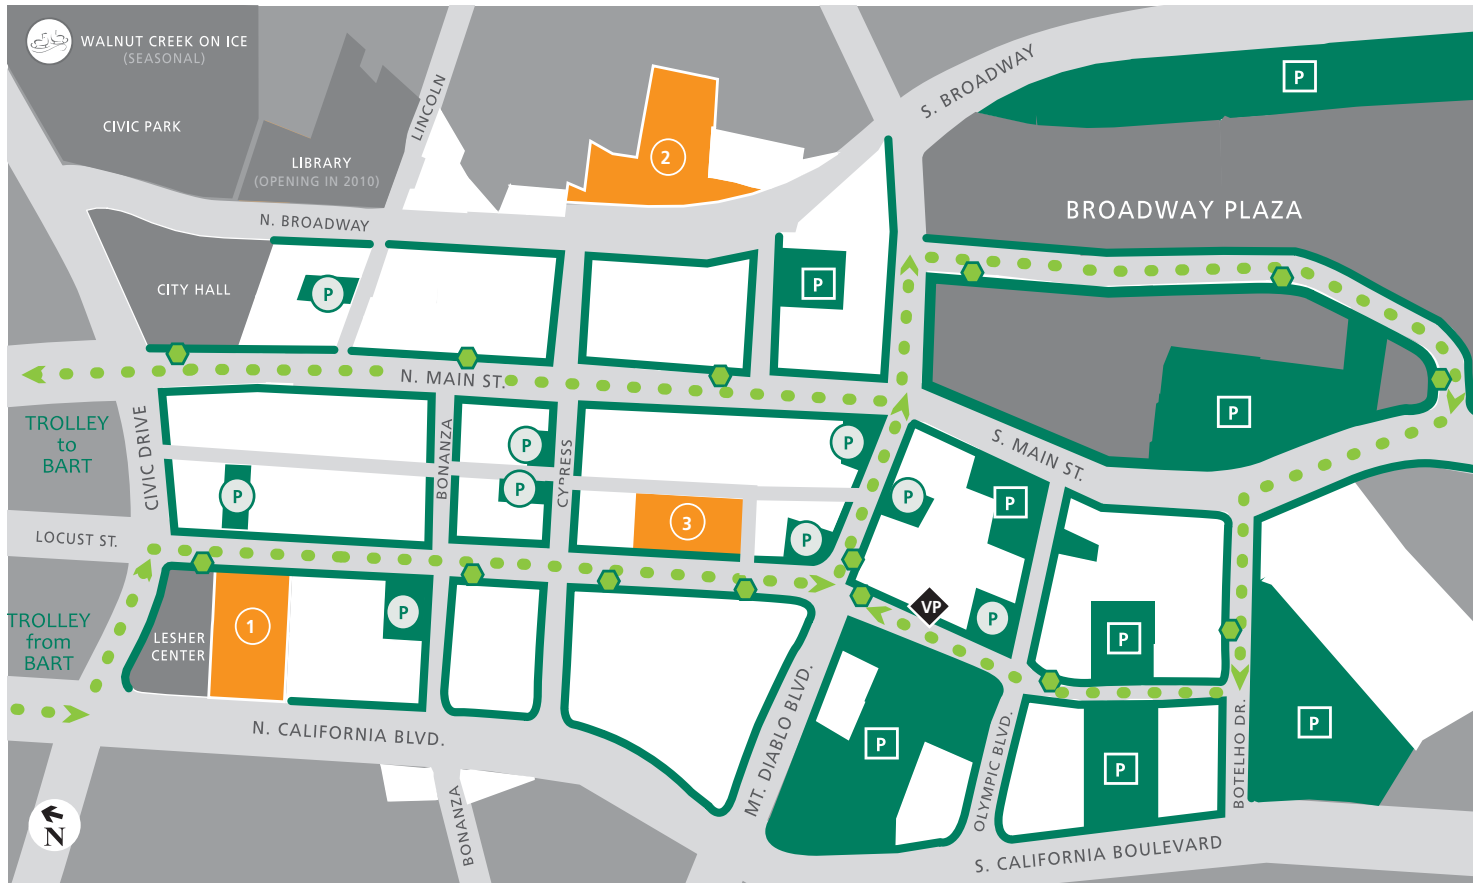 WALNUT CREEK ON ICE
(SEASONAL)
CIVIC PARK
LIBRARY
(OPENING IN 2010)
LINCOLN
S. BROADWAY
P
2
BROADWAY PLAZA
N. BROADWAY
CITY HALL
P
P
N. MAIN ST.
TROLLEY
to
BART
CIVIC DRIVE
BONANZA
CYPRESS
P
P
P
P
P
P
S. MAIN ST.
P
P
3
P
LOCUST ST.
TROLLEY
from
BART
LESHER
CENTER
1
P
VP
P
P
N. CALIFORNIA BLVD.
MT. DIABLO BLVD.
P
OLYMPIC BLVD.
P
BOTELHO DR.
P
N
BONANZA
S. CALIFORNIA BOULEVARD